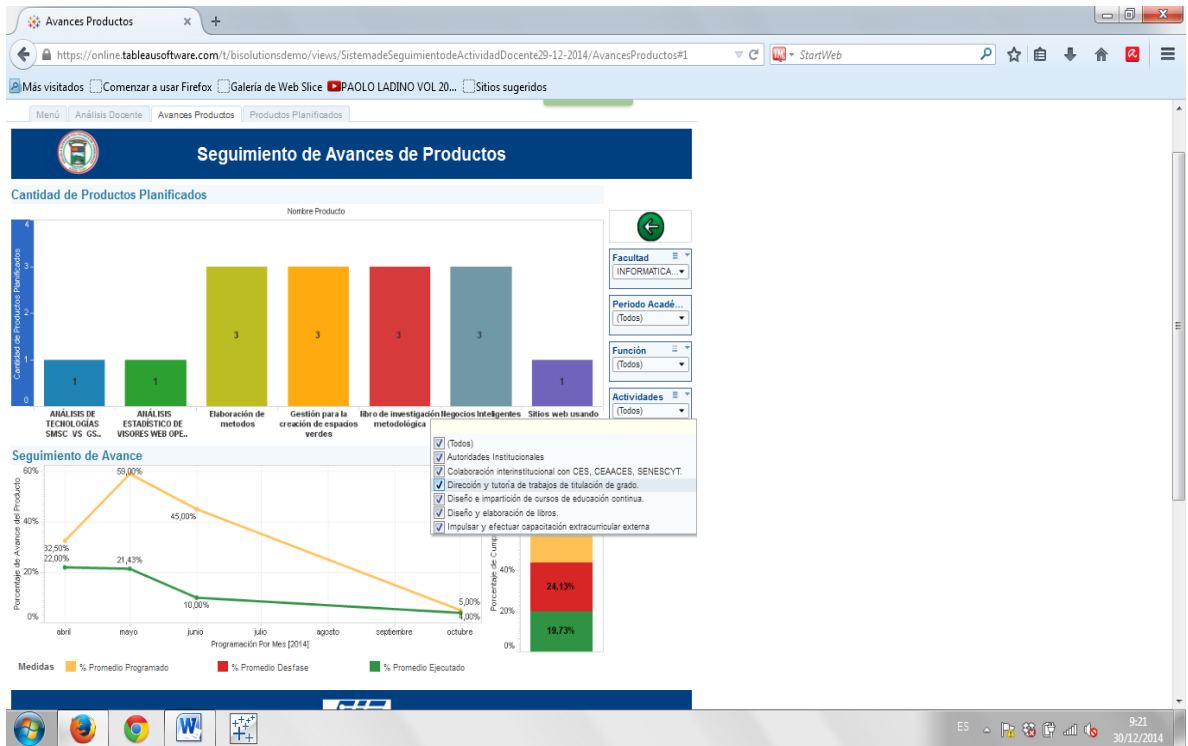 Avances Productos
https://online.tableausoftware.com/t/bisolutionsdemo/views/SistemadeSeguimientodeActividadDocente29-12-2014/AvancesProductos#1
StartWeb
Más visitados Comenzar a usar Firefox Galería de Web Slice PAOLO LADINO VOL 20... Sitios sugeridos
Menú Análisis Docente Avances Productos Productos Planificados
Seguimiento de Avances de Productos
Cantidad de Productos Planificados
Nombre Producto
Cantidad de Productos Planificados
4
3
2
1
0
1
1
3
3
3
3
1
ANÁLISIS DE TECNOLOGÍAS SMSC VS GS..
ANÁLISIS ESTADÍSTICO DE VISORES WEB OPE..
Elaboración de metodos
Gestión para la creación de espacios verdes
libro de investigación metodológica
Negocios Inteligentes
Sitios web usando
Facultad
INFORMATICA...
Periodo Acadé...
(Todos)
Función
(Todos)
Actividades
(Todos)
(Todos)
Autoridades Institucionales
Colaboración interinstitucional con CES, CEAACES, SENESCYT.
Dirección y tutoría de trabajos de titulación de grado.
Diseño e impartición de cursos de educación continua.
Diseño y elaboración de libros.
Impulsar y efectuar capacitación extracurricular externa
Seguimiento de Avance
Porcentaje de Avance del Producto
60%
40%
20%
0%
32,50%
59,00%
45,00%
5,00%
22,00%
21,43%
10,00%
4,00%
abril mayo junio julio agosto septiembre octubre
Programación Por Mes [2014]
Porcentaje de Cump
40%
20%
0%
24,13%
19,73%
Medidas % Promedio Programado % Promedio Desfase % Promedio Ejecutado
ES
9:21
30/12/2014